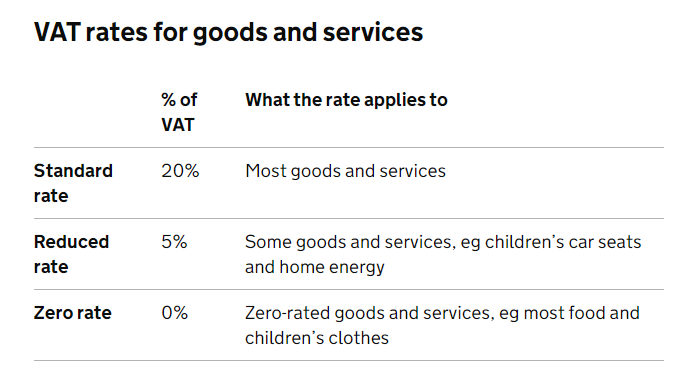 VAT rates for goods and services
% of
VAT
What the rate applies to
Standard
rate
20%
Most goods and services
Reduced
rate
5%
Some goods and services, eg children’s car seats
and home energy
Zero rate
0%
Zero-rated goods and services, eg most food and
children’s clothes